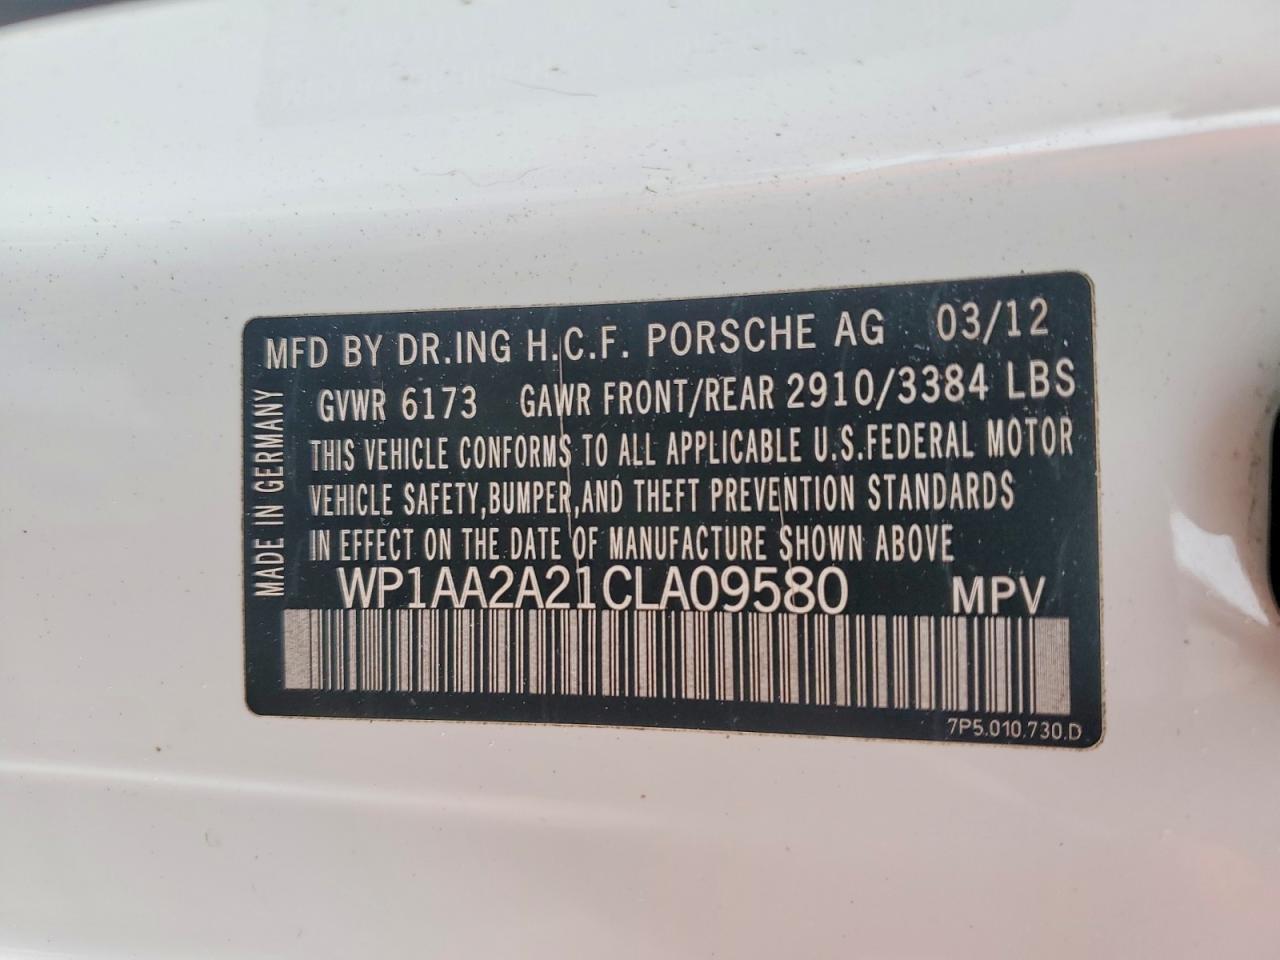 MFD BY DR.ING H.C.F. PORSCHE AG 03/12
GVWR 6173 GAWR FRONT/REAR 2910/3384 LBS
THIS VEHICLE CONFORMS TO ALL APPLICABLE U.S.FEDERAL MOTOR
VEHICLE SAFETY,BUMPER,AND THEFT PREVENTION STANDARDS
IN EFFECT ON THE DATE OF MANUFACTURE SHOWN ABOVE
WP1AA2A21CLA09580 MPV
7P5.010.730.D
MADE IN GERMANY